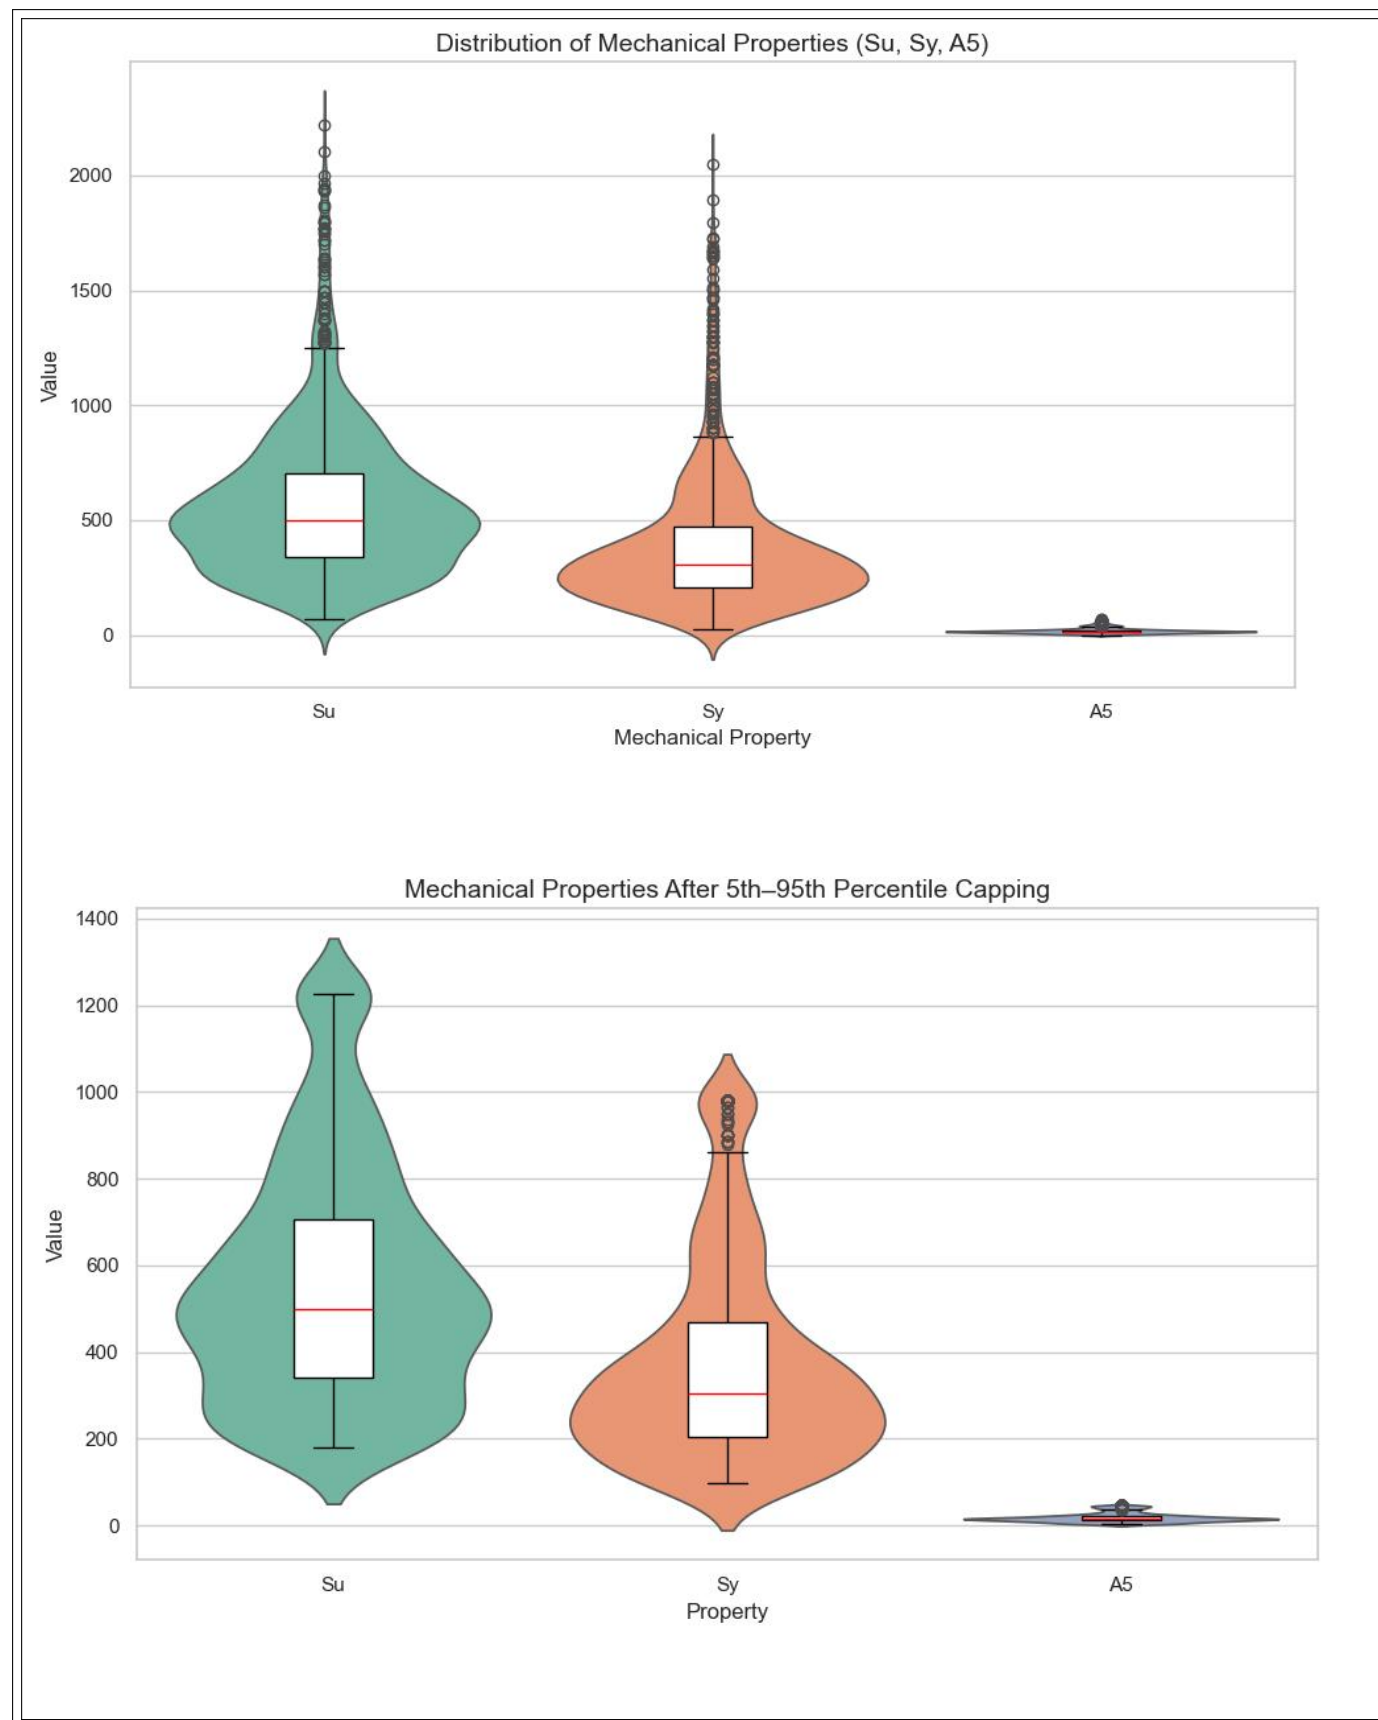 Distribution of Mechanical Properties (Su, Sy, A5)
2000
1500
1000
500
0
Value
Su
Sy
A5
Mechanical Property
Mechanical Properties After 5th–95th Percentile Capping
1400
1200
1000
800
600
400
200
0
Value
Su
Sy
A5
Property